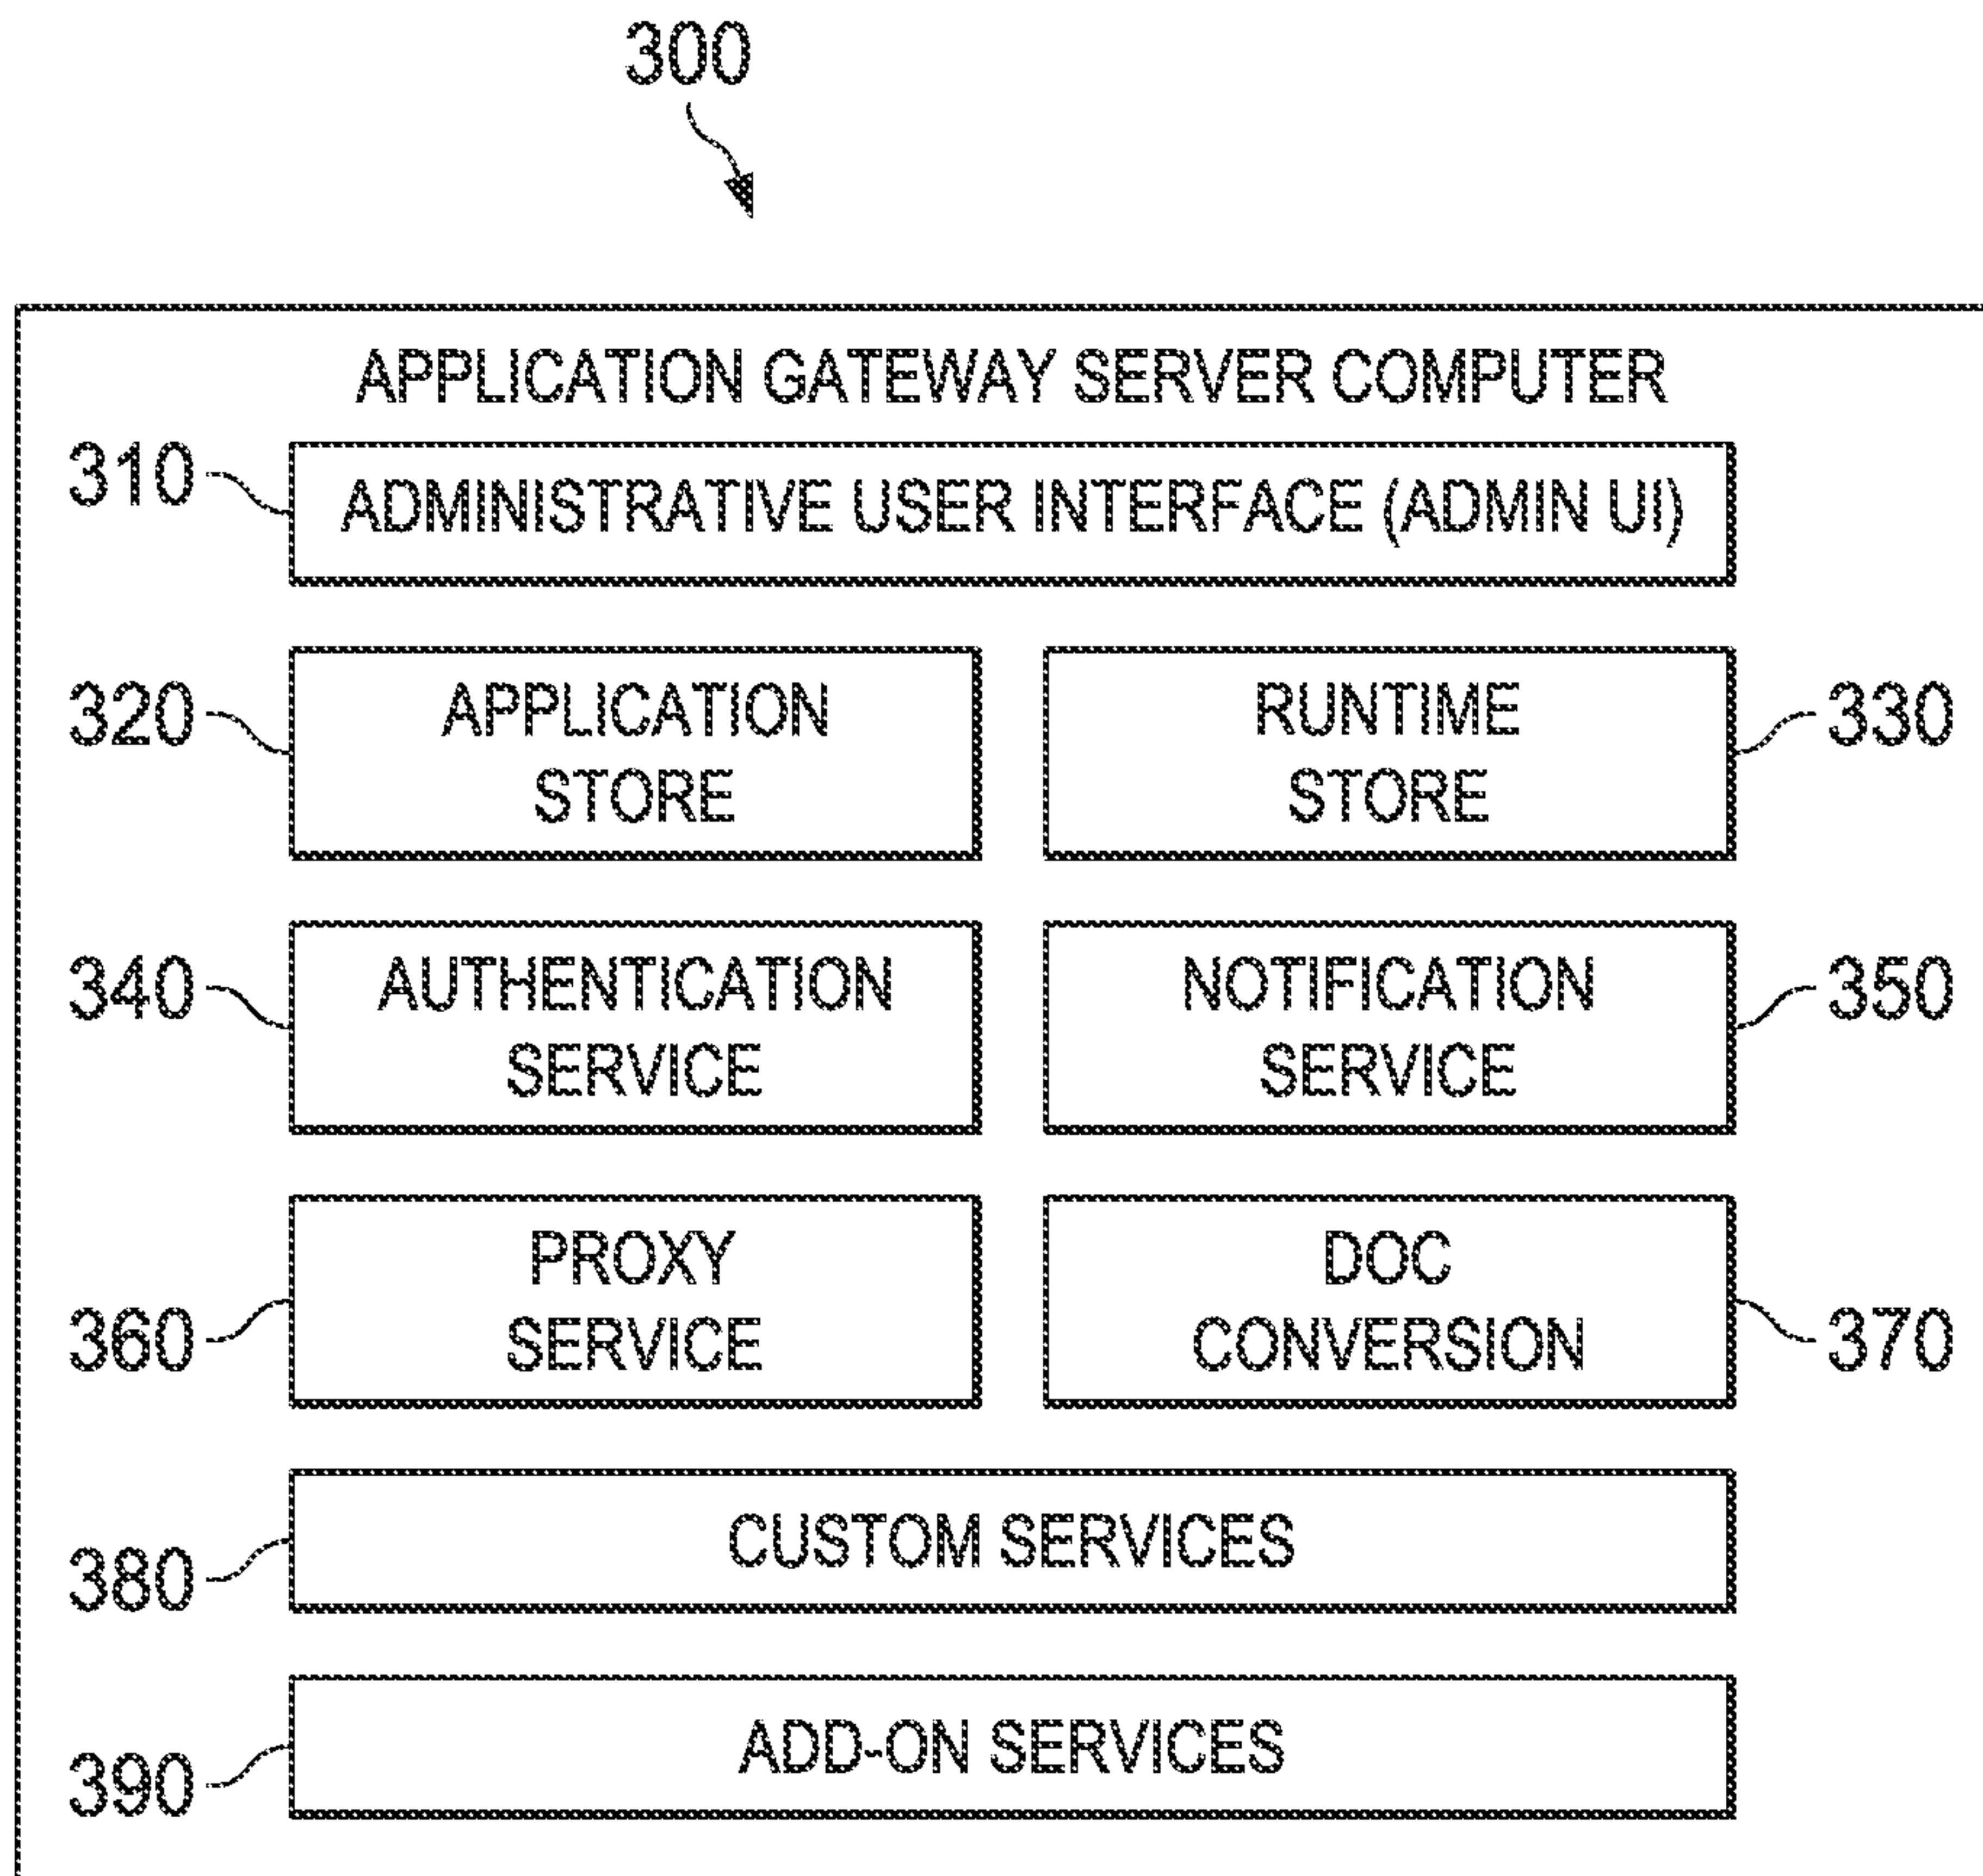 300
APPLICATION GATEWAY SERVER COMPUTER
310
ADMINISTRATIVE USER INTERFACE (ADMIN UI)
320
APPLICATION
STORE
RUNTIME
STORE
330
340
AUTHENTICATION
SERVICE
NOTIFICATION
SERVICE
350
360
PROXY
SERVICE
DOC
CONVERSION
370
380
CUSTOM SERVICES
390
ADD-ON SERVICES